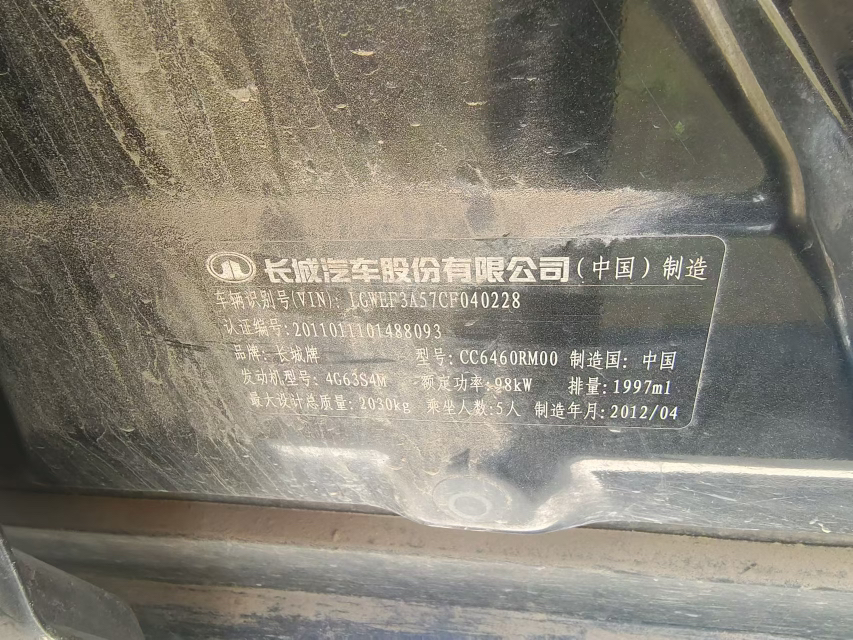 长城汽车股份有限公司(中国)制造
车辆识别号(VIN): LGWEF3A57CF040228
认证编号:2011011101488093
品牌:长城牌 型号:CC6460RM00 制造国:中国
发动机型号:4G63S4M 额定功率:98kW 排量:1997ml
最大设计总质量:2030kg 乘坐人数:5人 制造年月:2012/04